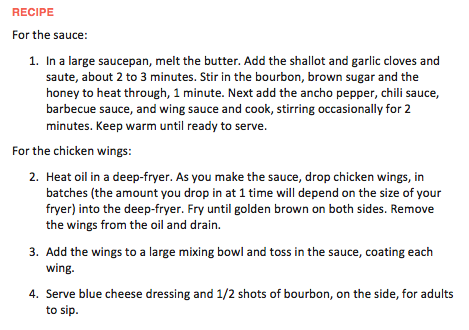 RECIPE
For the sauce:
1. In a large saucepan, melt the butter. Add the shallot and garlic cloves and
saute, about 2 to 3 minutes. Stir in the bourbon, brown sugar and the
honey to heat through, 1 minute. Next add the ancho pepper, chili sauce,
barbecue sauce, and wing sauce and cook, stirring occasionally for 2
minutes. Keep warm until ready to serve.
For the chicken wings:
2. Heat oil in a deep-fryer. As you make the sauce, drop chicken wings, in
batches (the amount you drop in at 1 time will depend on the size of your
fryer) into the deep-fryer. Fry until golden brown on both sides. Remove
the wings from the oil and drain.
3. Add the wings to a large mixing bowl and toss in the sauce, coating each
wing.
4. Serve blue cheese dressing and 1/2 shots of bourbon, on the side, for adults
to sip.